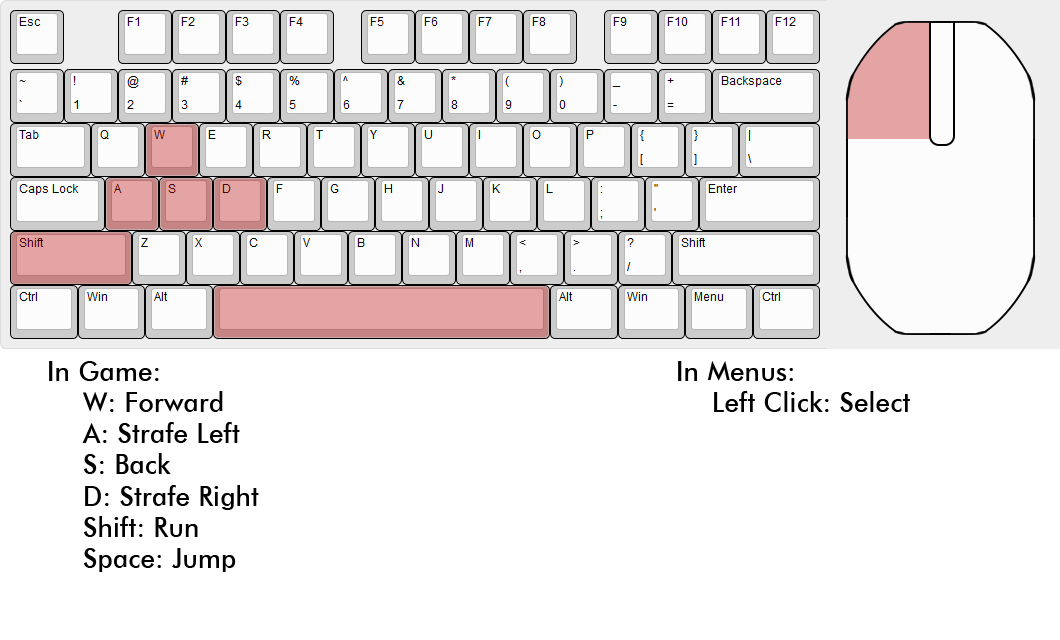 Esc F1 F2 F3 F4 F5 F6 F7 F8 F9 F10 F11 F12
~ ! @ # $ % ^ & * ( ) _ + Backspace
` 1 2 3 4 5 6 7 8 9 0 - =
Tab Q W E R T Y U I O P { } |
[ ] \
Caps Lock A S D F G H J K L : " Enter
; '
Shift Z X C V B N M < > ? Shift
, . /
Ctrl Win Alt Alt Win Menu Ctrl
In Game:
W: Forward
A: Strafe Left
S: Back
D: Strafe Right
Shift: Run
Space: Jump
In Menus:
Left Click: Select